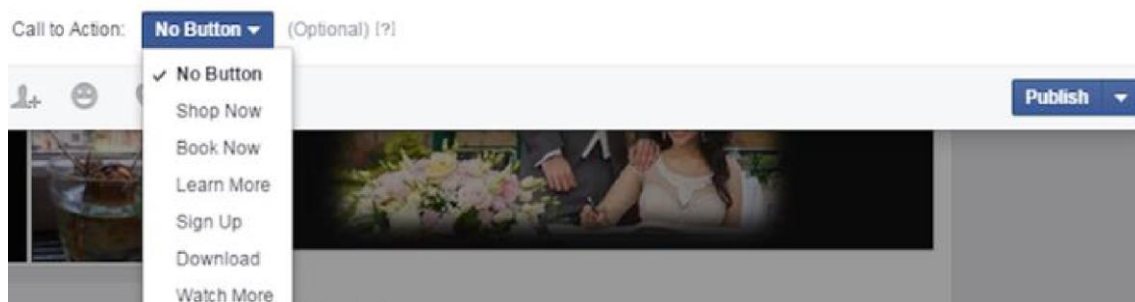 Call to Action: No Button (Optional) [?]
No Button
Publish
Shop Now
Book Now
Learn More
Sign Up
Download
Watch More